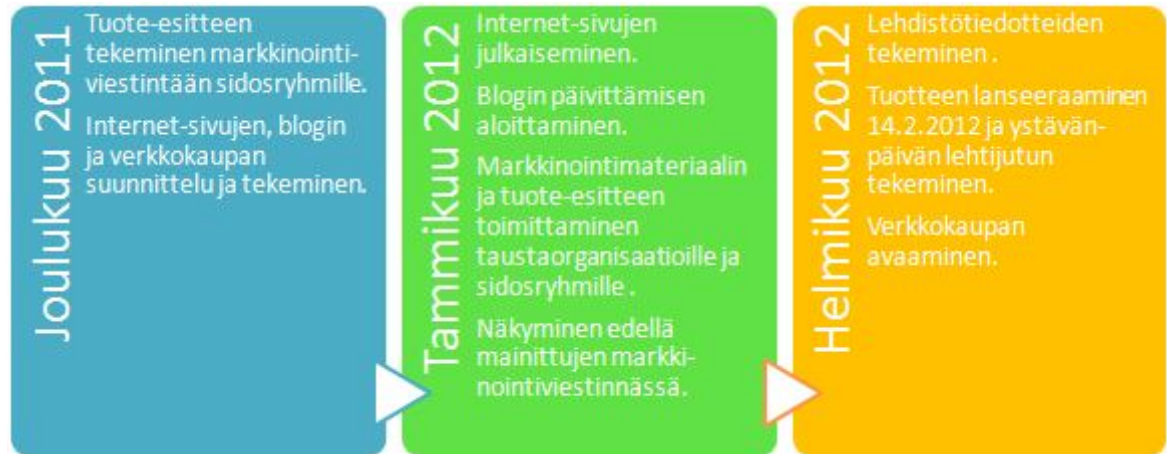 Joulukuu 2011
Tuote-esitteen
tekeminen markkinointi-
viestintään sidosryhmille.
Internet-sivujen, blogin
ja verkkokaupan
suunnittelu ja tekeminen.
Tammikuu 2012
Internet-sivujen
julkaiseminen.
Blogin päivittämisen
aloittaminen.
Markkinointimateriaalin
ja tuote-esitteen
toimittaminen
taustaorganisaatioille ja
sidosryhmille .
Näkyminen edellä
mainittujen markki-
nointiviestinnässä.
Helmikuu 2012
Lehdistötiedotteiden
tekeminen .
Tuotteen lanseeraaminen
14.2.2012 ja ystävän-
päivän lehtijutun
tekeminen.
Verkkokaupan
avaaminen.